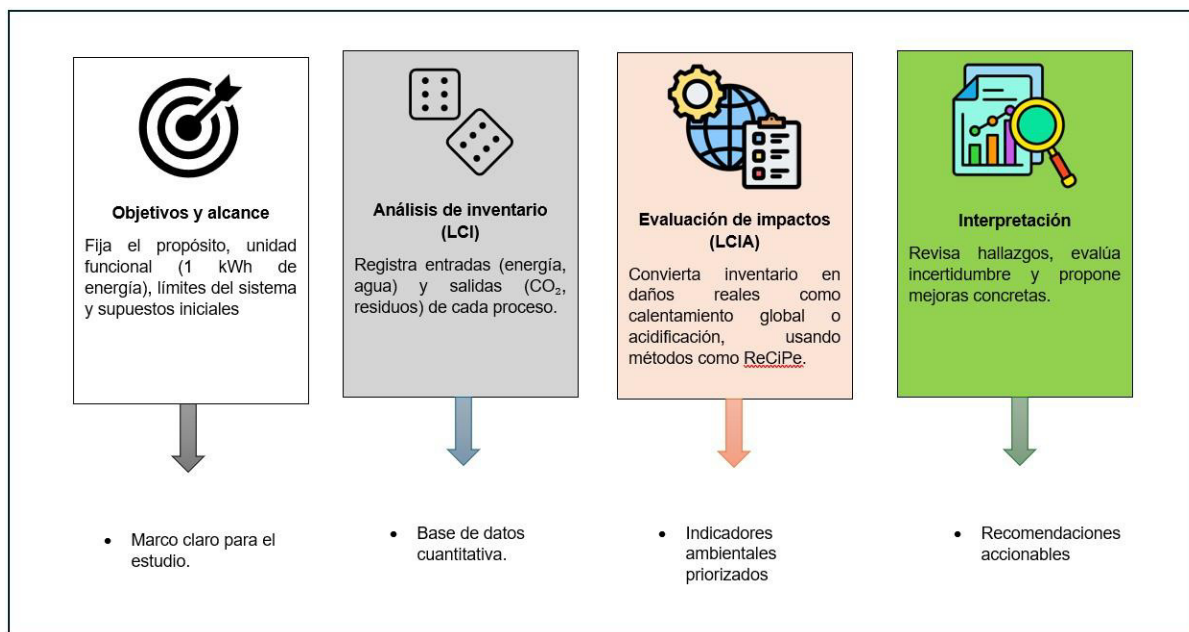 Objetivos y alcance
Fija el propósito, unidad
funcional (1 kWh de
energía), límites del sistema
y supuestos iniciales
Análisis de inventario
(LCI)
Registra entradas (energía,
agua) y salidas (CO₂,
residuos) de cada proceso.
Evaluación de impactos
(LCIA)
Convierta inventario en
daños reales como
calentamiento global o
acidificación, usando
métodos como ReCiPe.
Interpretación
Revisa hallazgos, evalúa
incertidumbre y propone
mejoras concretas.
• Marco claro para el
estudio.
• Base de datos
cuantitativa.
• Indicadores
ambientales
priorizados
• Recomendaciones
accionables